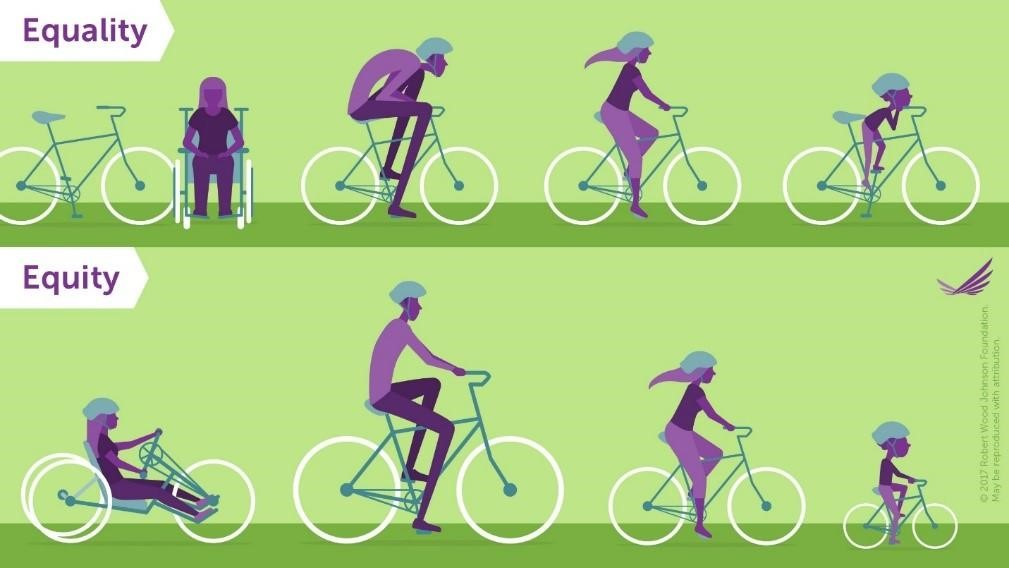 Equality
Equity
© 2017 Robert Wood Johnson Foundation.
May be reproduced with attribution.